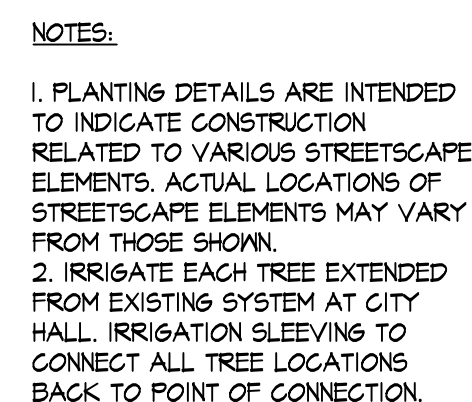 NOTES:
1. PLANTING DETAILS ARE INTENDED
TO INDICATE CONSTRUCTION
RELATED TO VARIOUS STREETSCAPE
ELEMENTS. ACTUAL LOCATIONS OF
STREETSCAPE ELEMENTS MAY VARY
FROM THOSE SHOWN.
2. IRRIGATE EACH TREE EXTENDED
FROM EXISTING SYSTEM AT CITY
HALL. IRRIGATION SLEEVING TO
CONNECT ALL TREE LOCATIONS
BACK TO POINT OF CONNECTION.